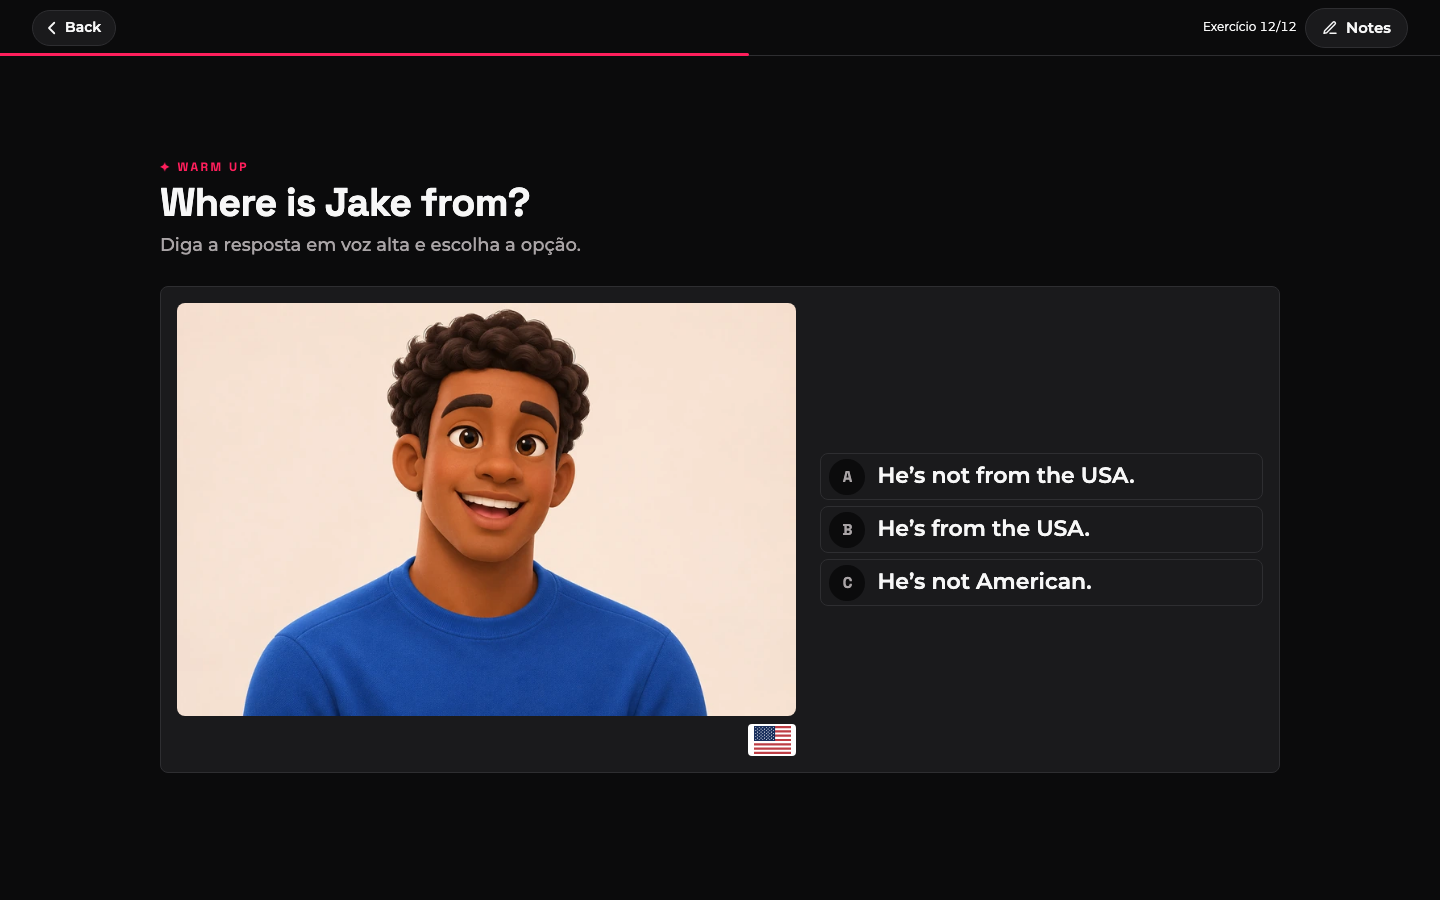 Back
Exercício 12/12
Notes
WARM UP
Where is Jake from?
Diga a resposta em voz alta e escolha a opção.
A He’s not from the USA.
B He’s from the USA.
C He’s not American.